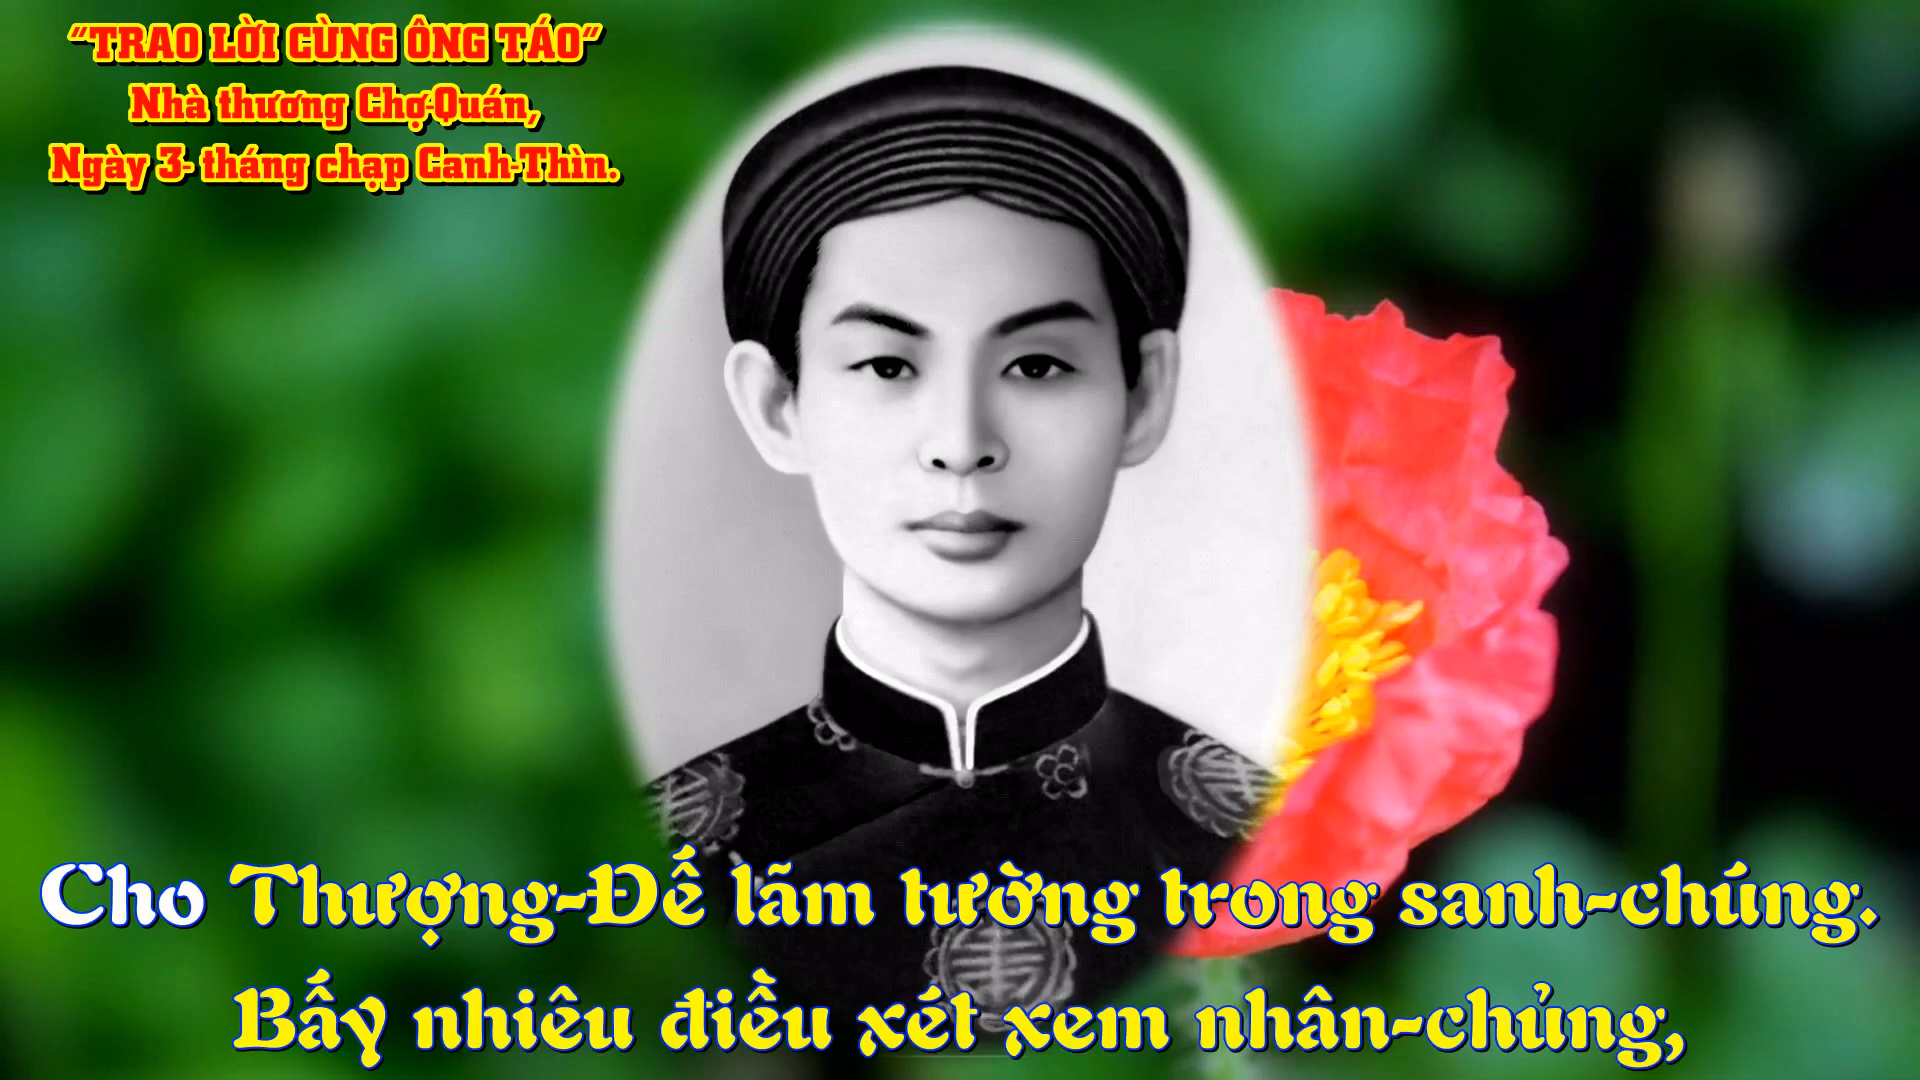 "TRAO LỜI CÙNG ÔNG TÁO"
Nhà thương Chợ-Quán,
Ngày 3- tháng chạp Canh-Thìn.
Cho Thượng-Đế lãm tường trong sanh-chúng.
Bấy nhiêu điều xét xem nhân-chủng,